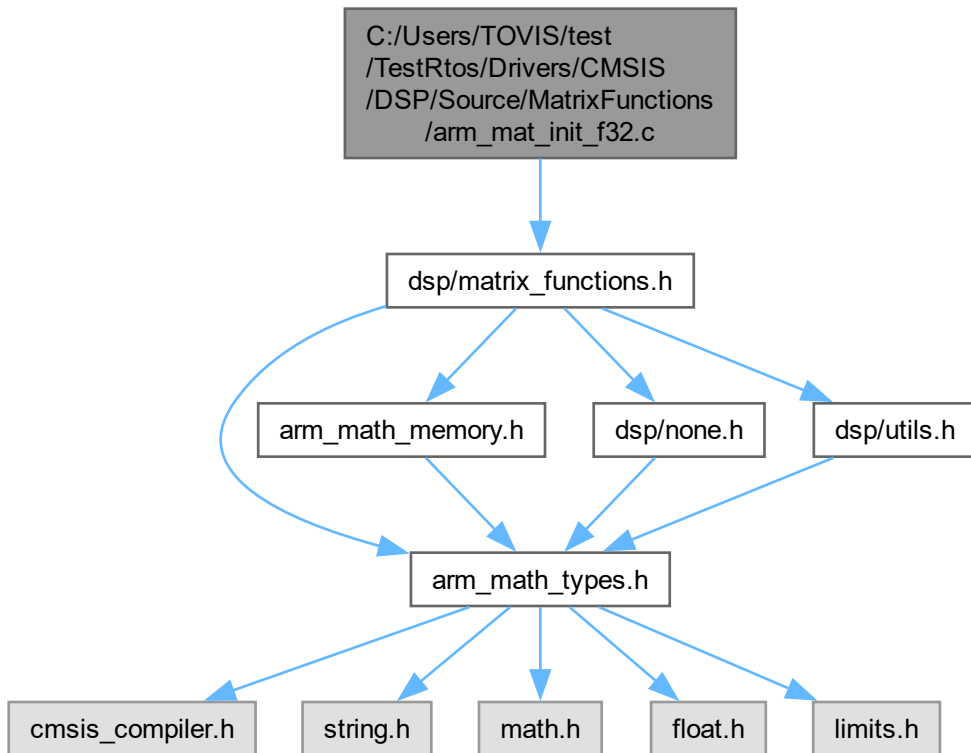 C:/Users/TOVIS/test
/TestRtos/Drivers/CMSIS
/DSP/Source/MatrixFunctions
/arm_mat_init_f32.c
dsp/matrix_functions.h
arm_math_memory.h
dsp/none.h
dsp/utils.h
arm_math_types.h
cmsis_compiler.h
string.h
math.h
float.h
limits.h